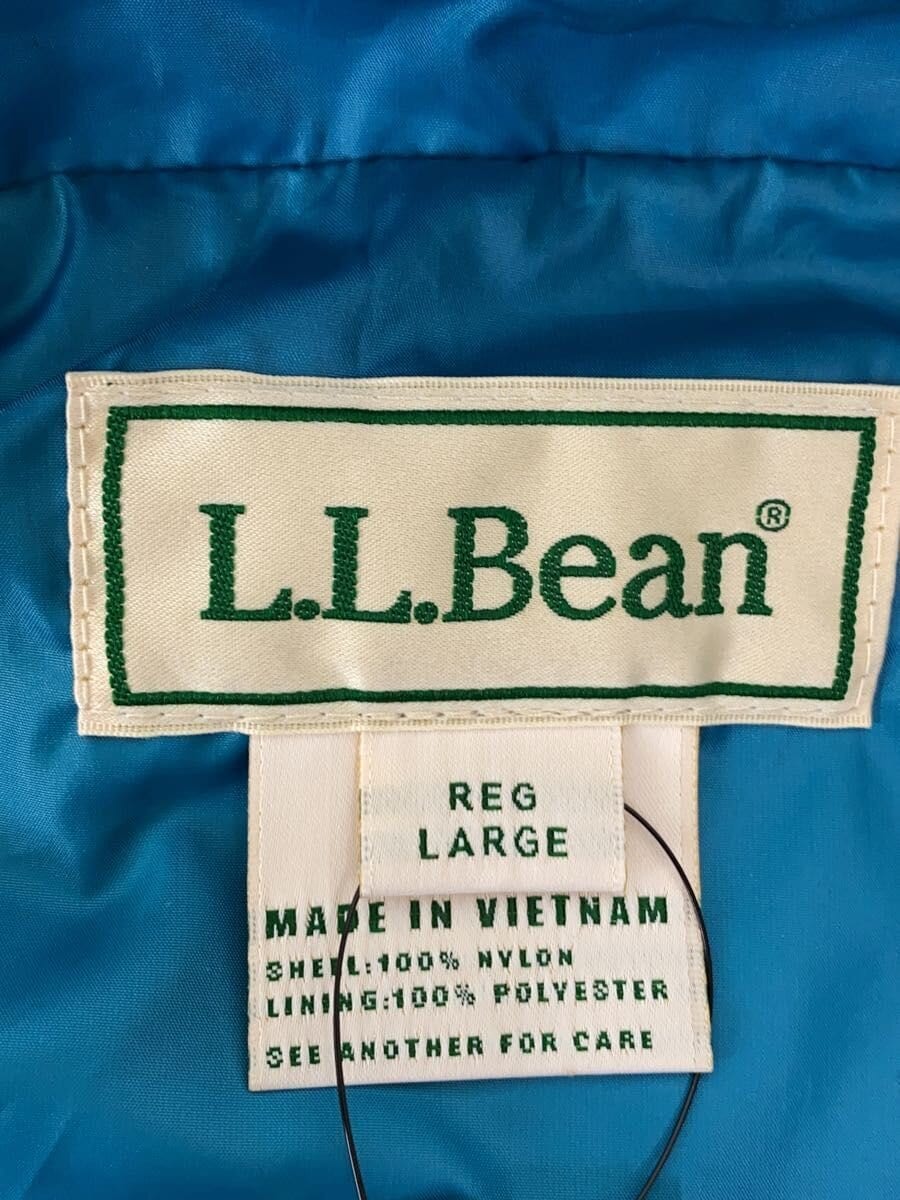 L.L.Bean®
REG
LARGE
MADE IN VIETNAM
SHELL:100% NYLON
LINING:100% POLYESTER
SEE ANOTHER FOR CARE